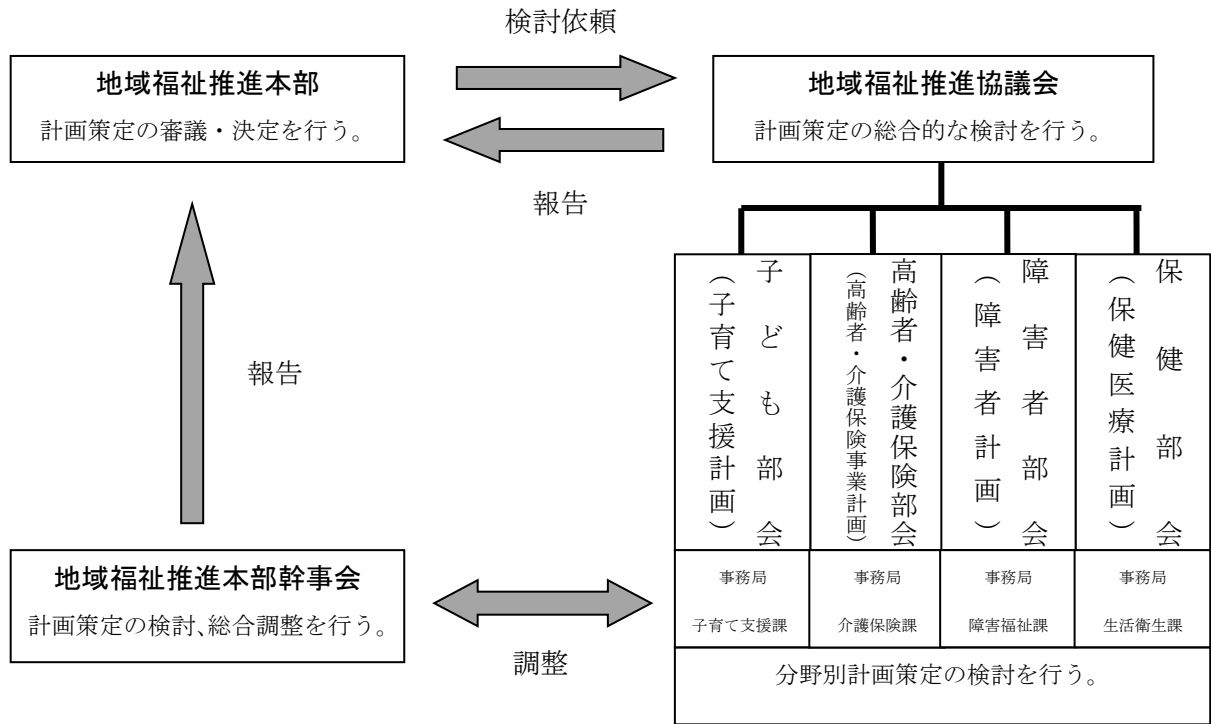 検討依頼
地域福祉推進本部
計画策定の審議・決定を行う。
地域福祉推進協議会
計画策定の総合的な検討を行う。
報告
子ども部会
(子育て支援計画)
高齢者・介護保険部会
(高齢者・介護保険事業計画)
障害者部会
(障害者計画)
保健部会
(保健医療計画)
報告
地域福祉推進本部幹事会
計画策定の検討、総合調整を行う。
調整
事務局
子育て支援課
事務局
介護保険課
事務局
障害福祉課
事務局
生活衛生課
分野別計画策定の検討を行う。